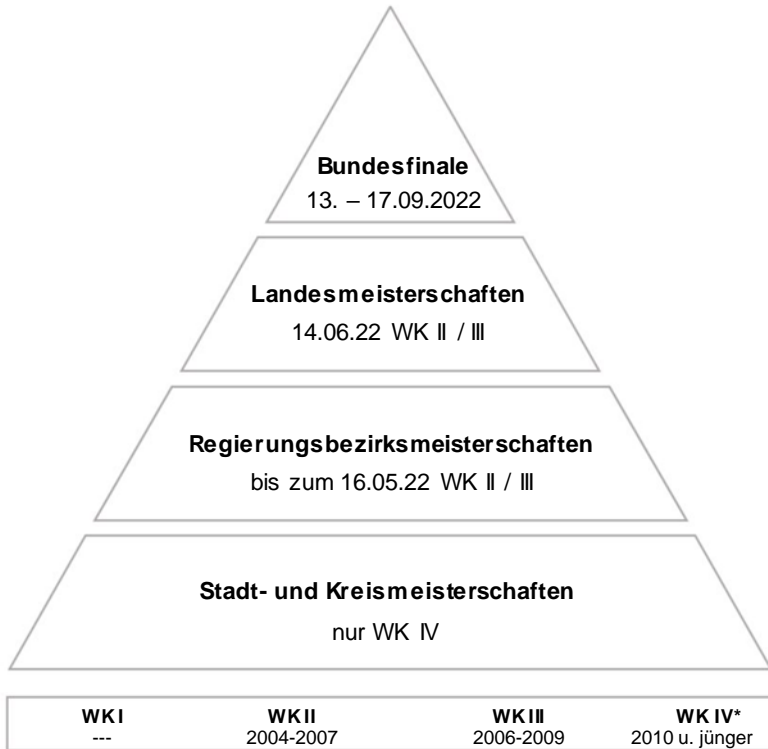 Bundesfinale
13. – 17.09.2022
Landesmeisterschaften
14.06.22 WK II / III
Regierungsbezirksmeisterschaften
bis zum 16.05.22 WK II / III
Stadt- und Kreismeisterschaften
nur WK IV
WK I WK II WK III WK IV*
--- 2004-2007 2006-2009 2010 u. jünger